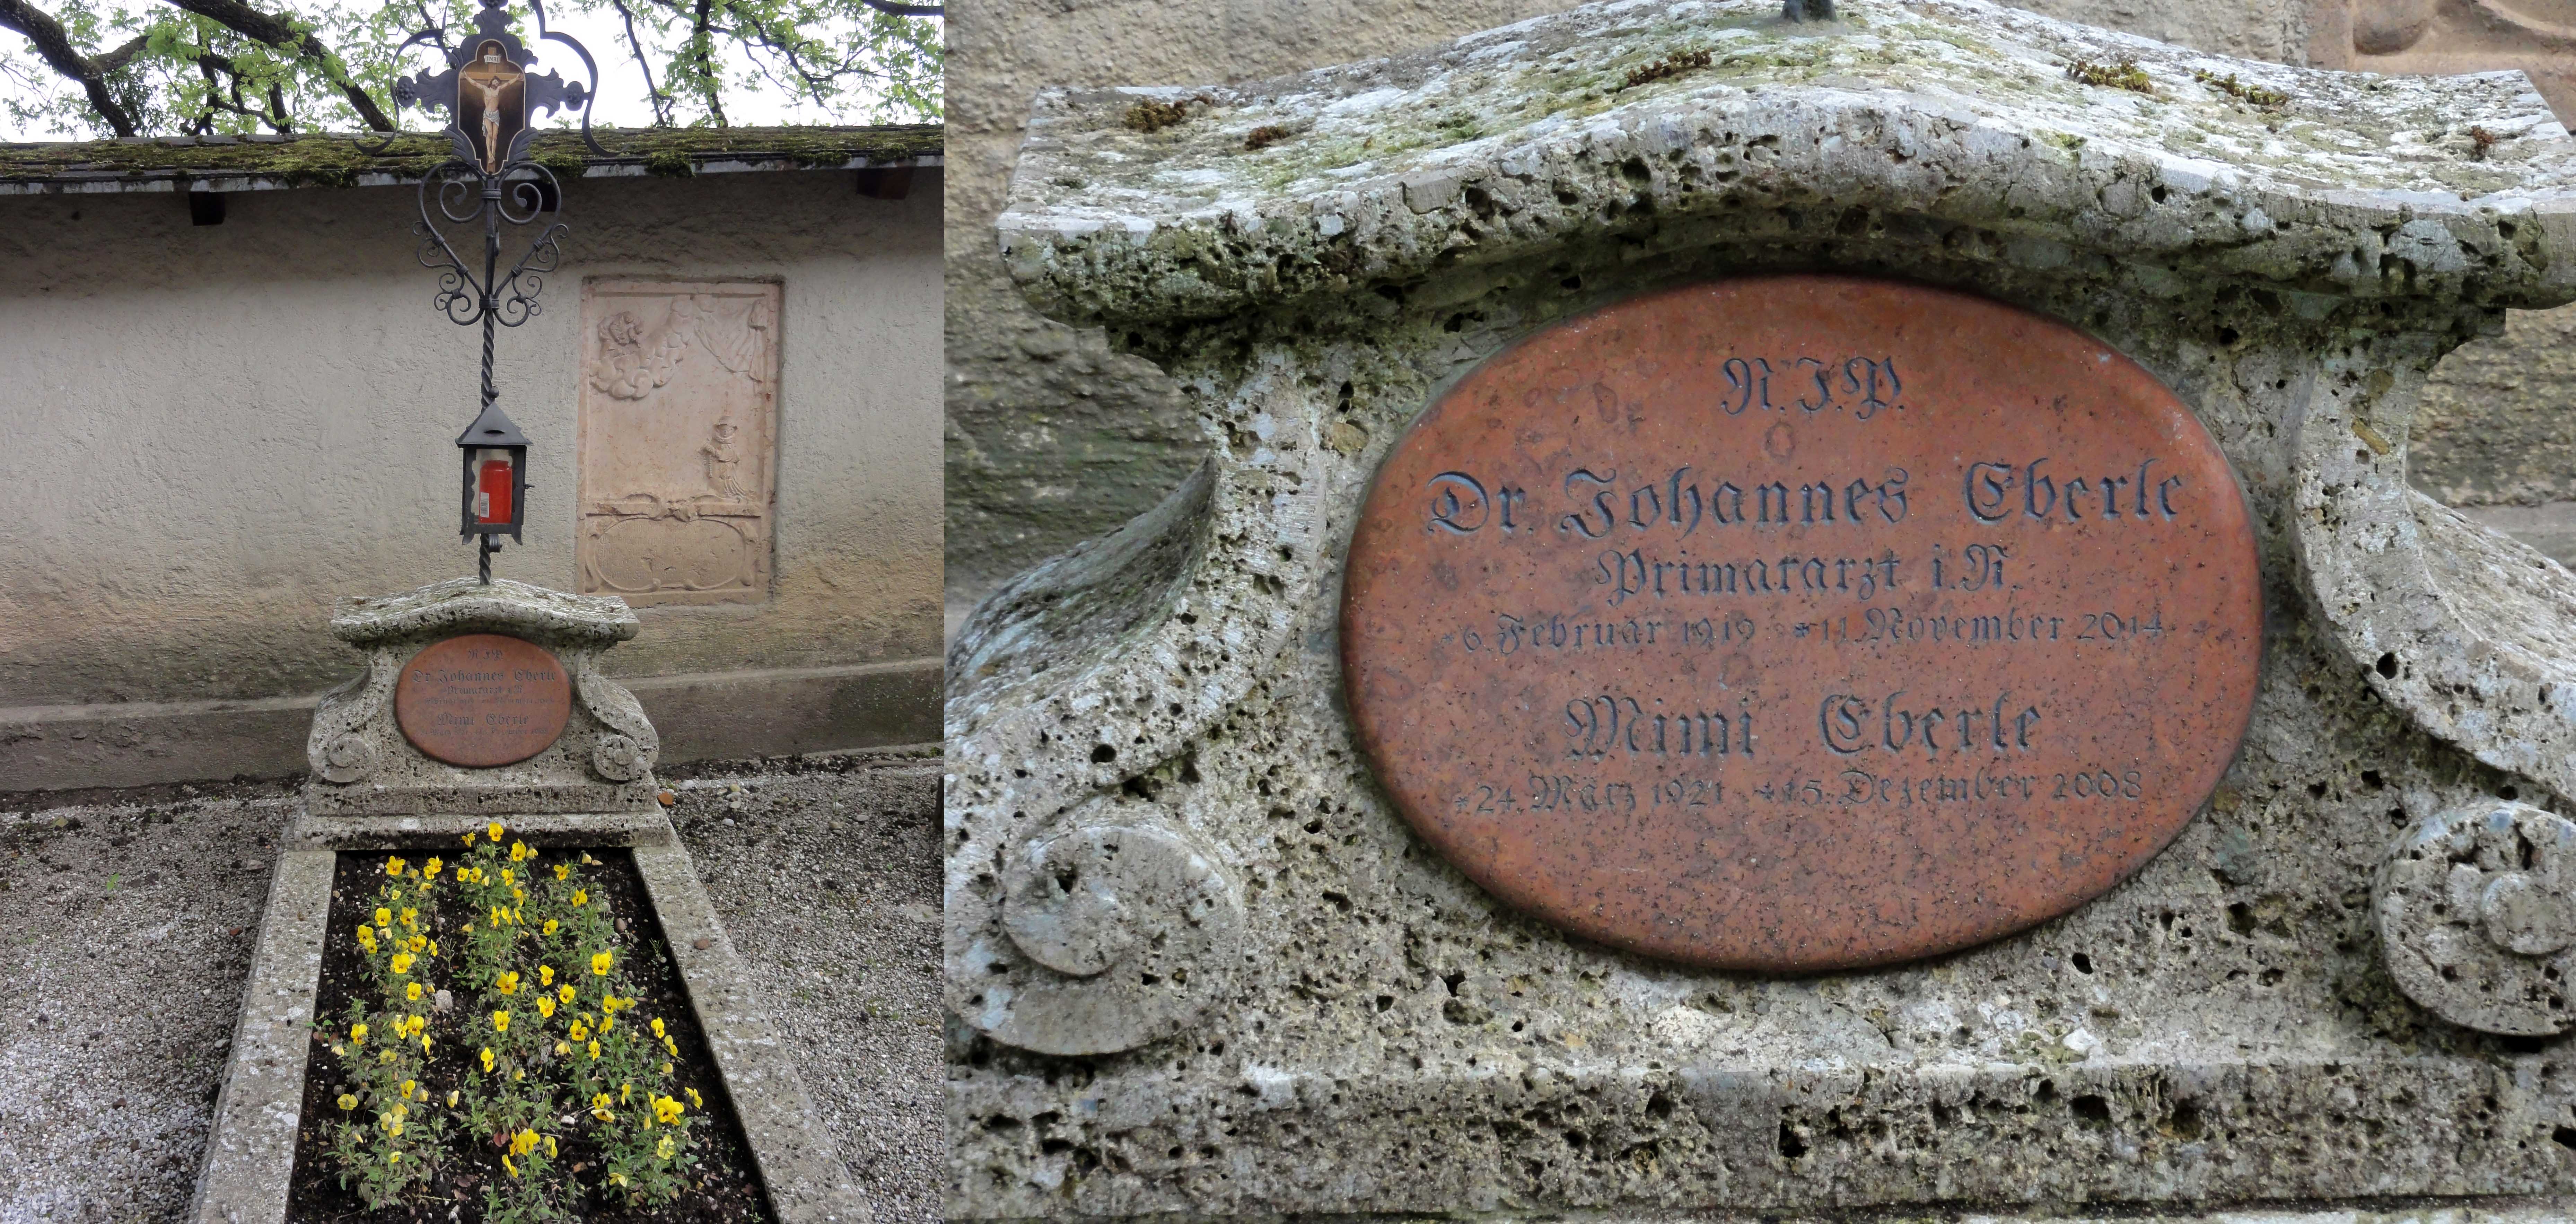 R.I.P.
Dr. Johannes Eberle
Primararzt i.R.
*6. Februar 1919 +11. November 2014
Mimi Eberle
*24. März 1921 +15. Dezember 2008